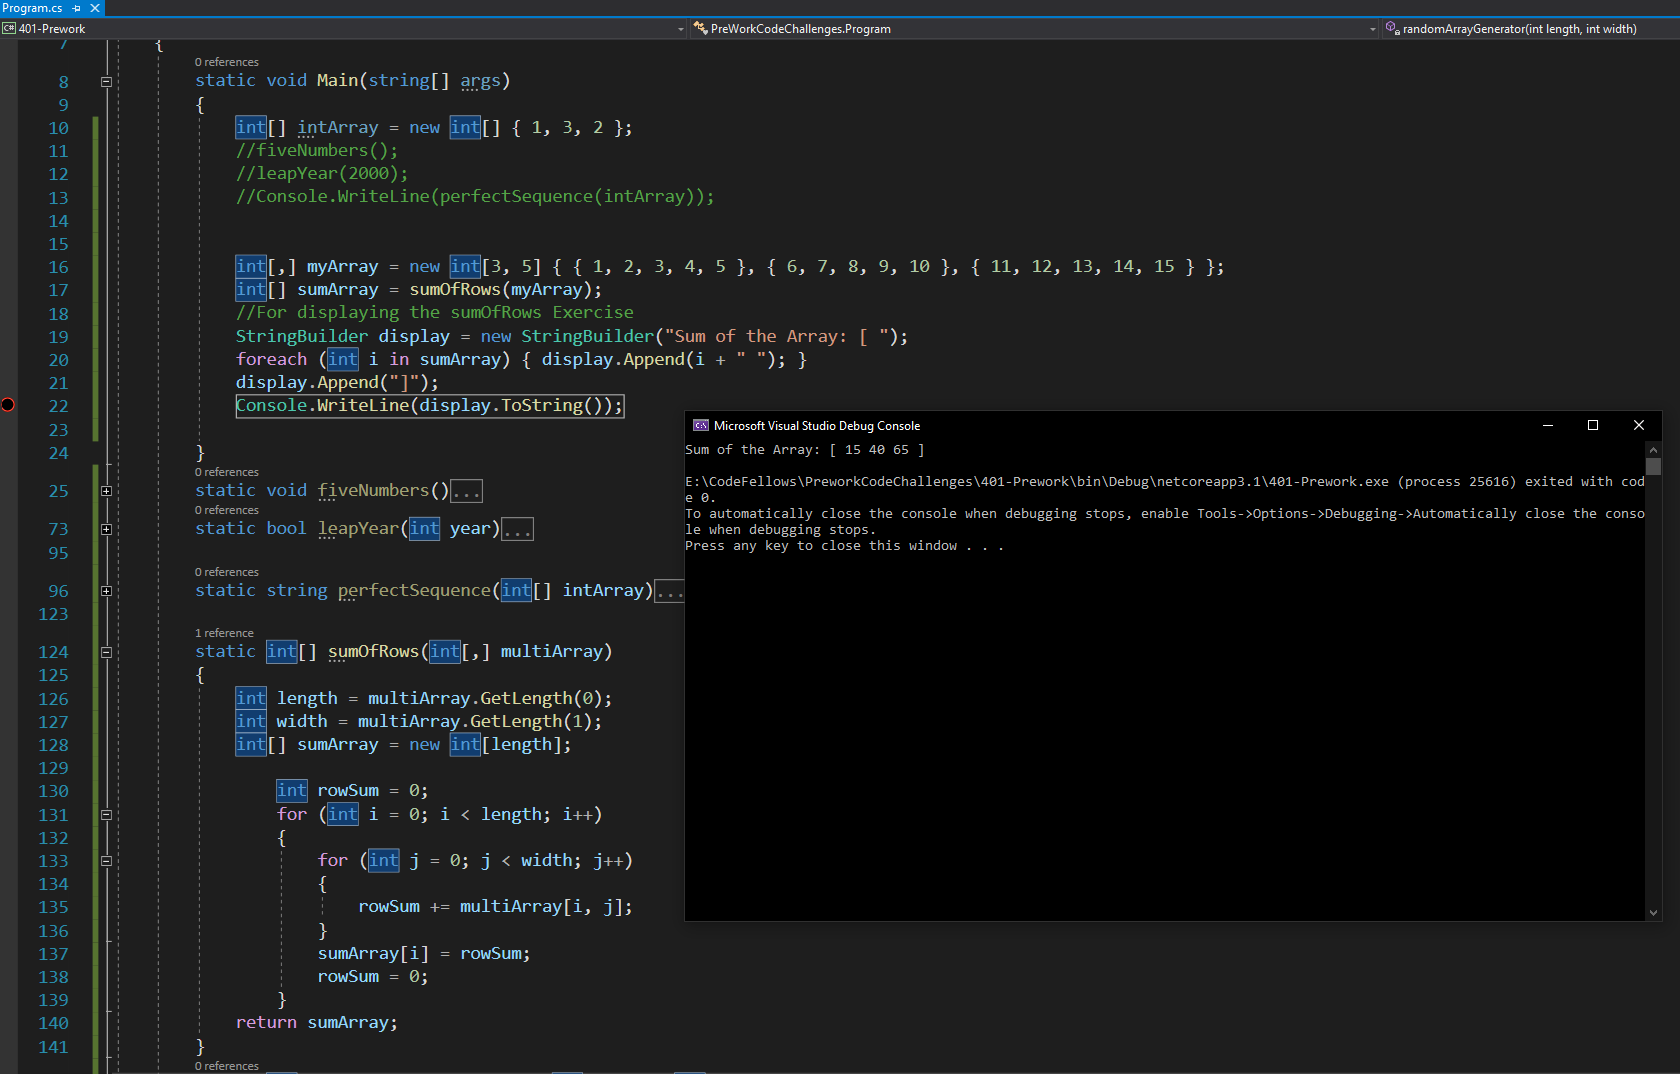 Program.cs
401-Prework PreWorkCodeChallenges.Program randomArrayGenerator(int length, int width)
7 {
0 references
8 static void Main(string[] args)
9 {
10 int[] intArray = new int[] { 1, 3, 2 };
11 //fiveNumbers();
12 //leapYear(2000);
13 //Console.WriteLine(perfectSequence(intArray));
14
15
16 int[,] myArray = new int[3, 5] { { 1, 2, 3, 4, 5 }, { 6, 7, 8, 9, 10 }, { 11, 12, 13, 14, 15 } };
17 int[] sumArray = sumOfRows(myArray);
18 //For displaying the sumOfRows Exercise
19 StringBuilder display = new StringBuilder("Sum of the Array: [ ");
20 foreach (int i in sumArray) { display.Append(i + " "); }
21 display.Append("]");
22 Console.WriteLine(display.ToString());
23
24 }
0 references
25 static void fiveNumbers()...
0 references
73 static bool leapYear(int year)...
95
0 references
96 static string perfectSequence(int[] intArray)...
123
1 reference
124 static int[] sumOfRows(int[,] multiArray)
125 {
126 int length = multiArray.GetLength(0);
127 int width = multiArray.GetLength(1);
128 int[] sumArray = new int[length];
129
130 int rowSum = 0;
131 for (int i = 0; i < length; i++)
132 {
133 for (int j = 0; j < width; j++)
134 {
135 rowSum += multiArray[i, j];
136 }
137 sumArray[i] = rowSum;
138 rowSum = 0;
139 }
140 return sumArray;
141 }
0 references
Microsoft Visual Studio Debug Console
Sum of the Array: [ 15 40 65 ]
E:\CodeFellows\PreworkCodeChallenges\401-Prework\bin\Debug\netcoreapp3.1\401-Prework.exe (process 25616) exited with cod
e 0.
To automatically close the console when debugging stops, enable Tools->Options->Debugging->Automatically close the conso
le when debugging stops.
Press any key to close this window . . .